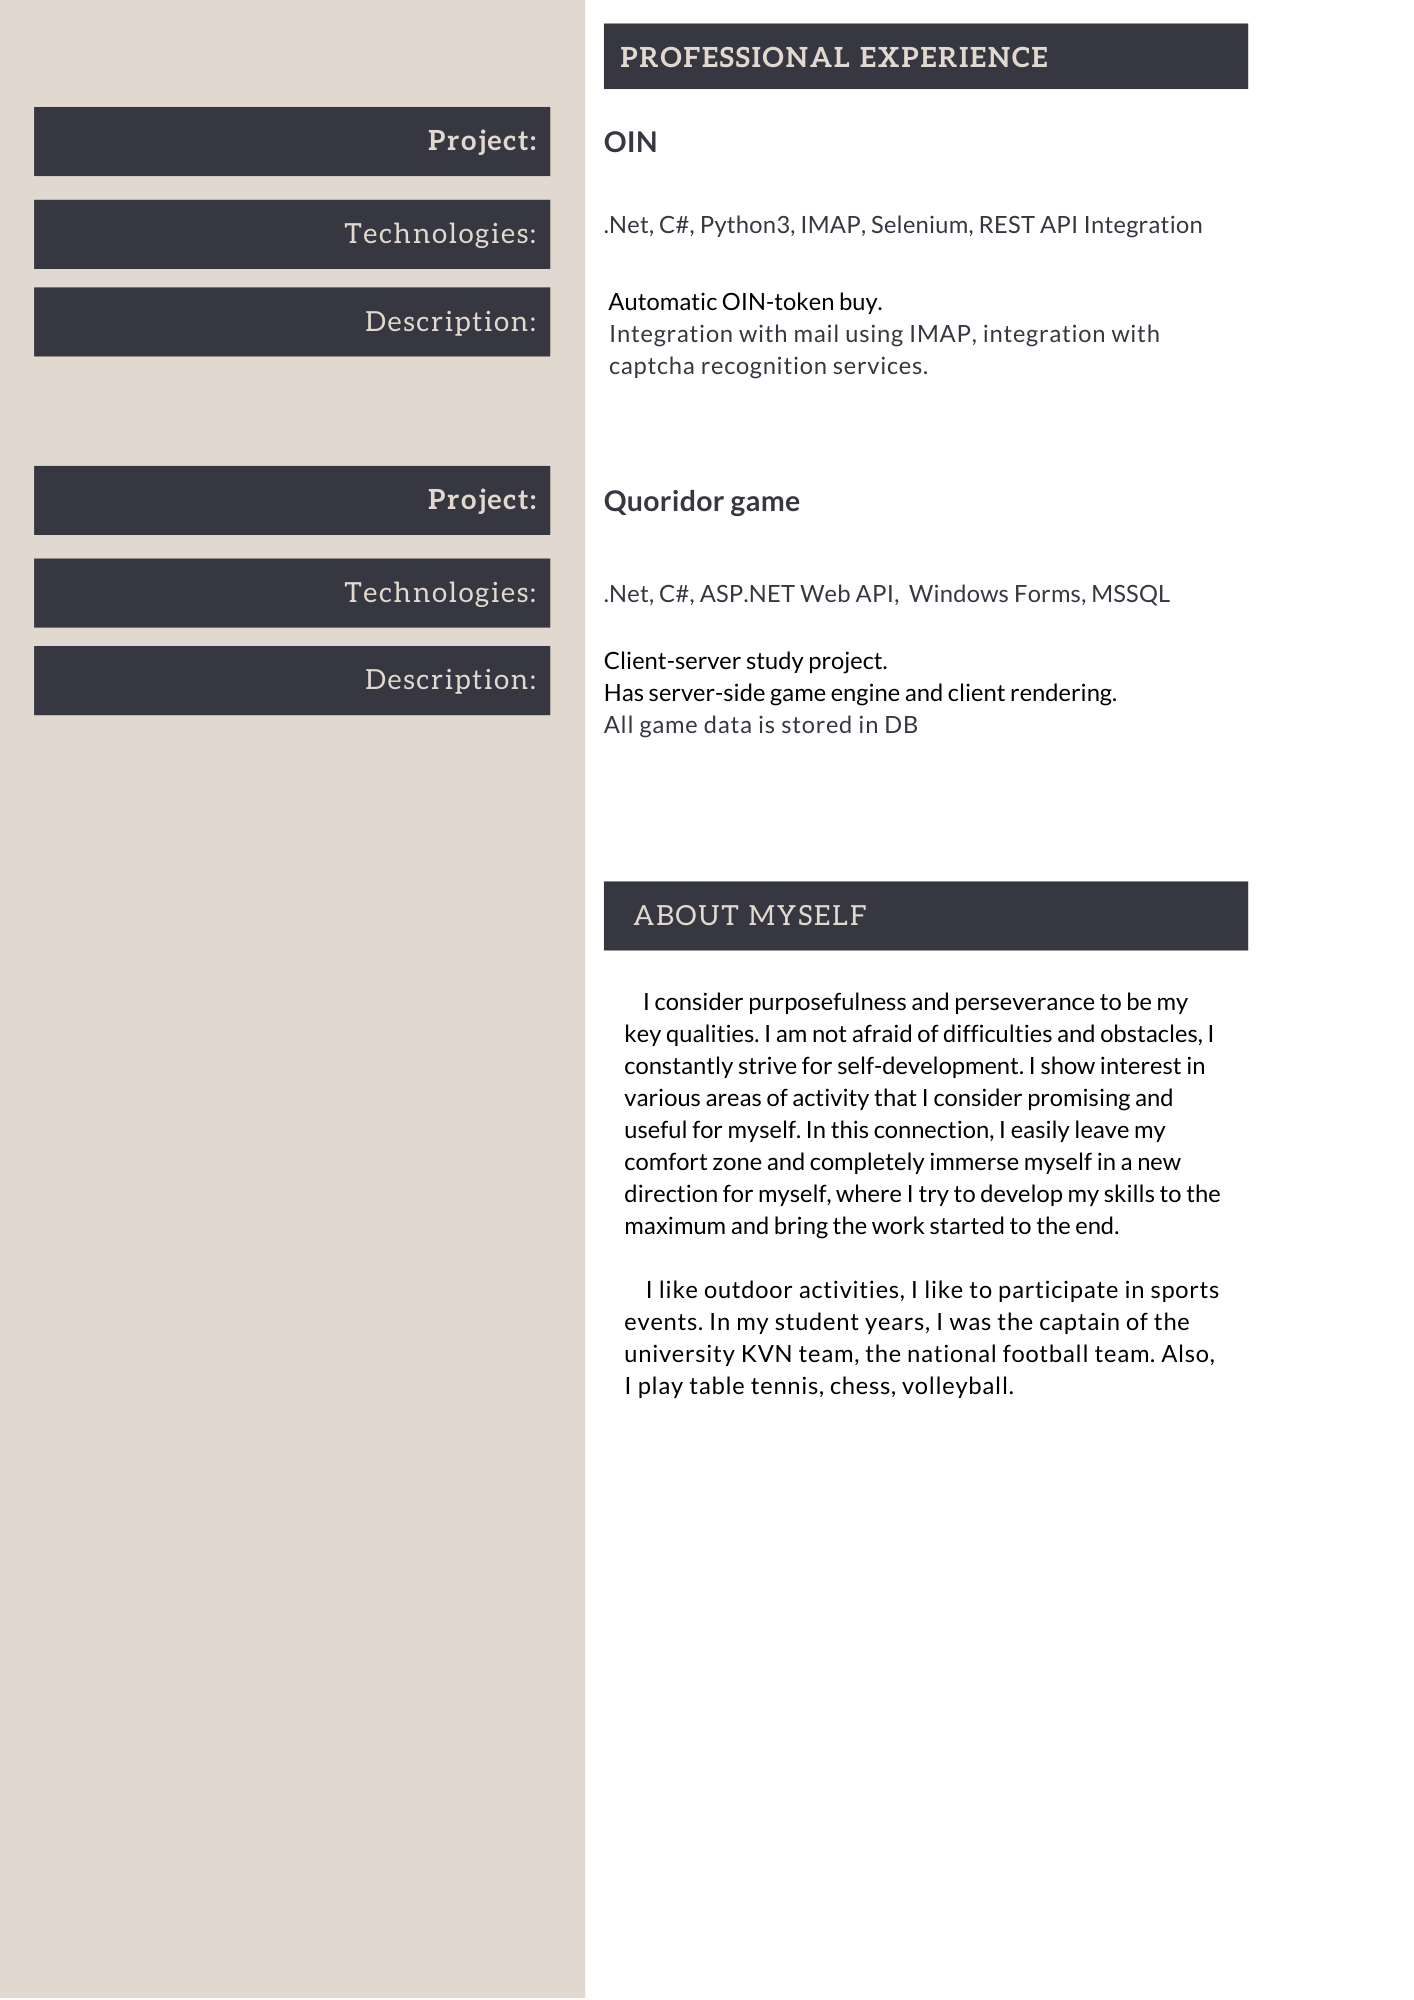 PROFESSIONAL EXPERIENCE
Project:
OIN
Technologies:
.Net, C#, Python3, IMAP, Selenium, REST API Integration
Description:
Automatic OIN-token buy.
Integration with mail using IMAP, integration with
captcha recognition services.
Project:
Quoridor game
Technologies:
.Net, C#, ASP.NET Web API, Windows Forms, MSSQL
Description:
Client-server study project.
Has server-side game engine and client rendering.
All game data is stored in DB
ABOUT MYSELF
I consider purposefulness and perseverance to be my
key qualities. I am not afraid of difficulties and obstacles, I
constantly strive for self-development. I show interest in
various areas of activity that I consider promising and
useful for myself. In this connection, I easily leave my
comfort zone and completely immerse myself in a new
direction for myself, where I try to develop my skills to the
maximum and bring the work started to the end.
I like outdoor activities, I like to participate in sports
events. In my student years, I was the captain of the
university KVN team, the national football team. Also,
I play table tennis, chess, volleyball.